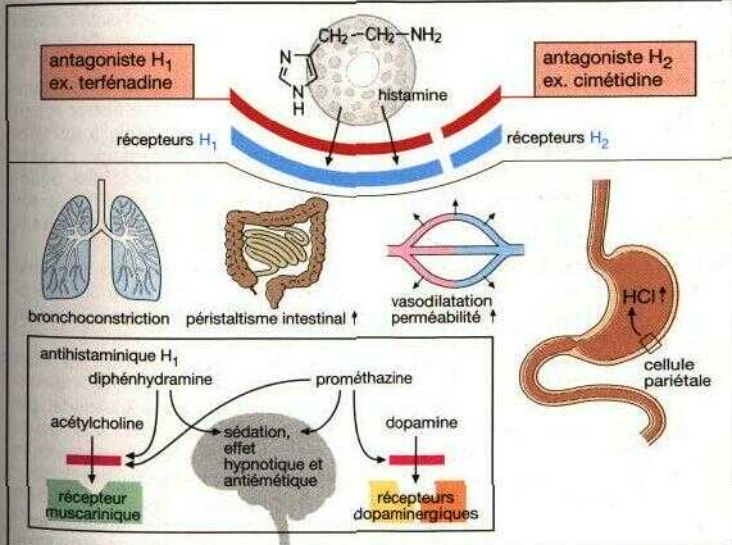 antagoniste H₁
ex. terfénadine
CH₂–CH₂–NH₂
N
N
H
histamine
antagoniste H₂
ex. cimétidine
récepteurs H₁
récepteurs H₂
bronchoconstriction
péristaltisme intestinal
vasodilatation
perméabilité
HCl
cellule
pariétale
antihistaminique H₁
diphénhydramine
prométhazine
acétylcholine
sédation,
effet
hypnotique et
antiémétique
dopamine
récepteur
muscarinique
récepteurs
dopaminergiques